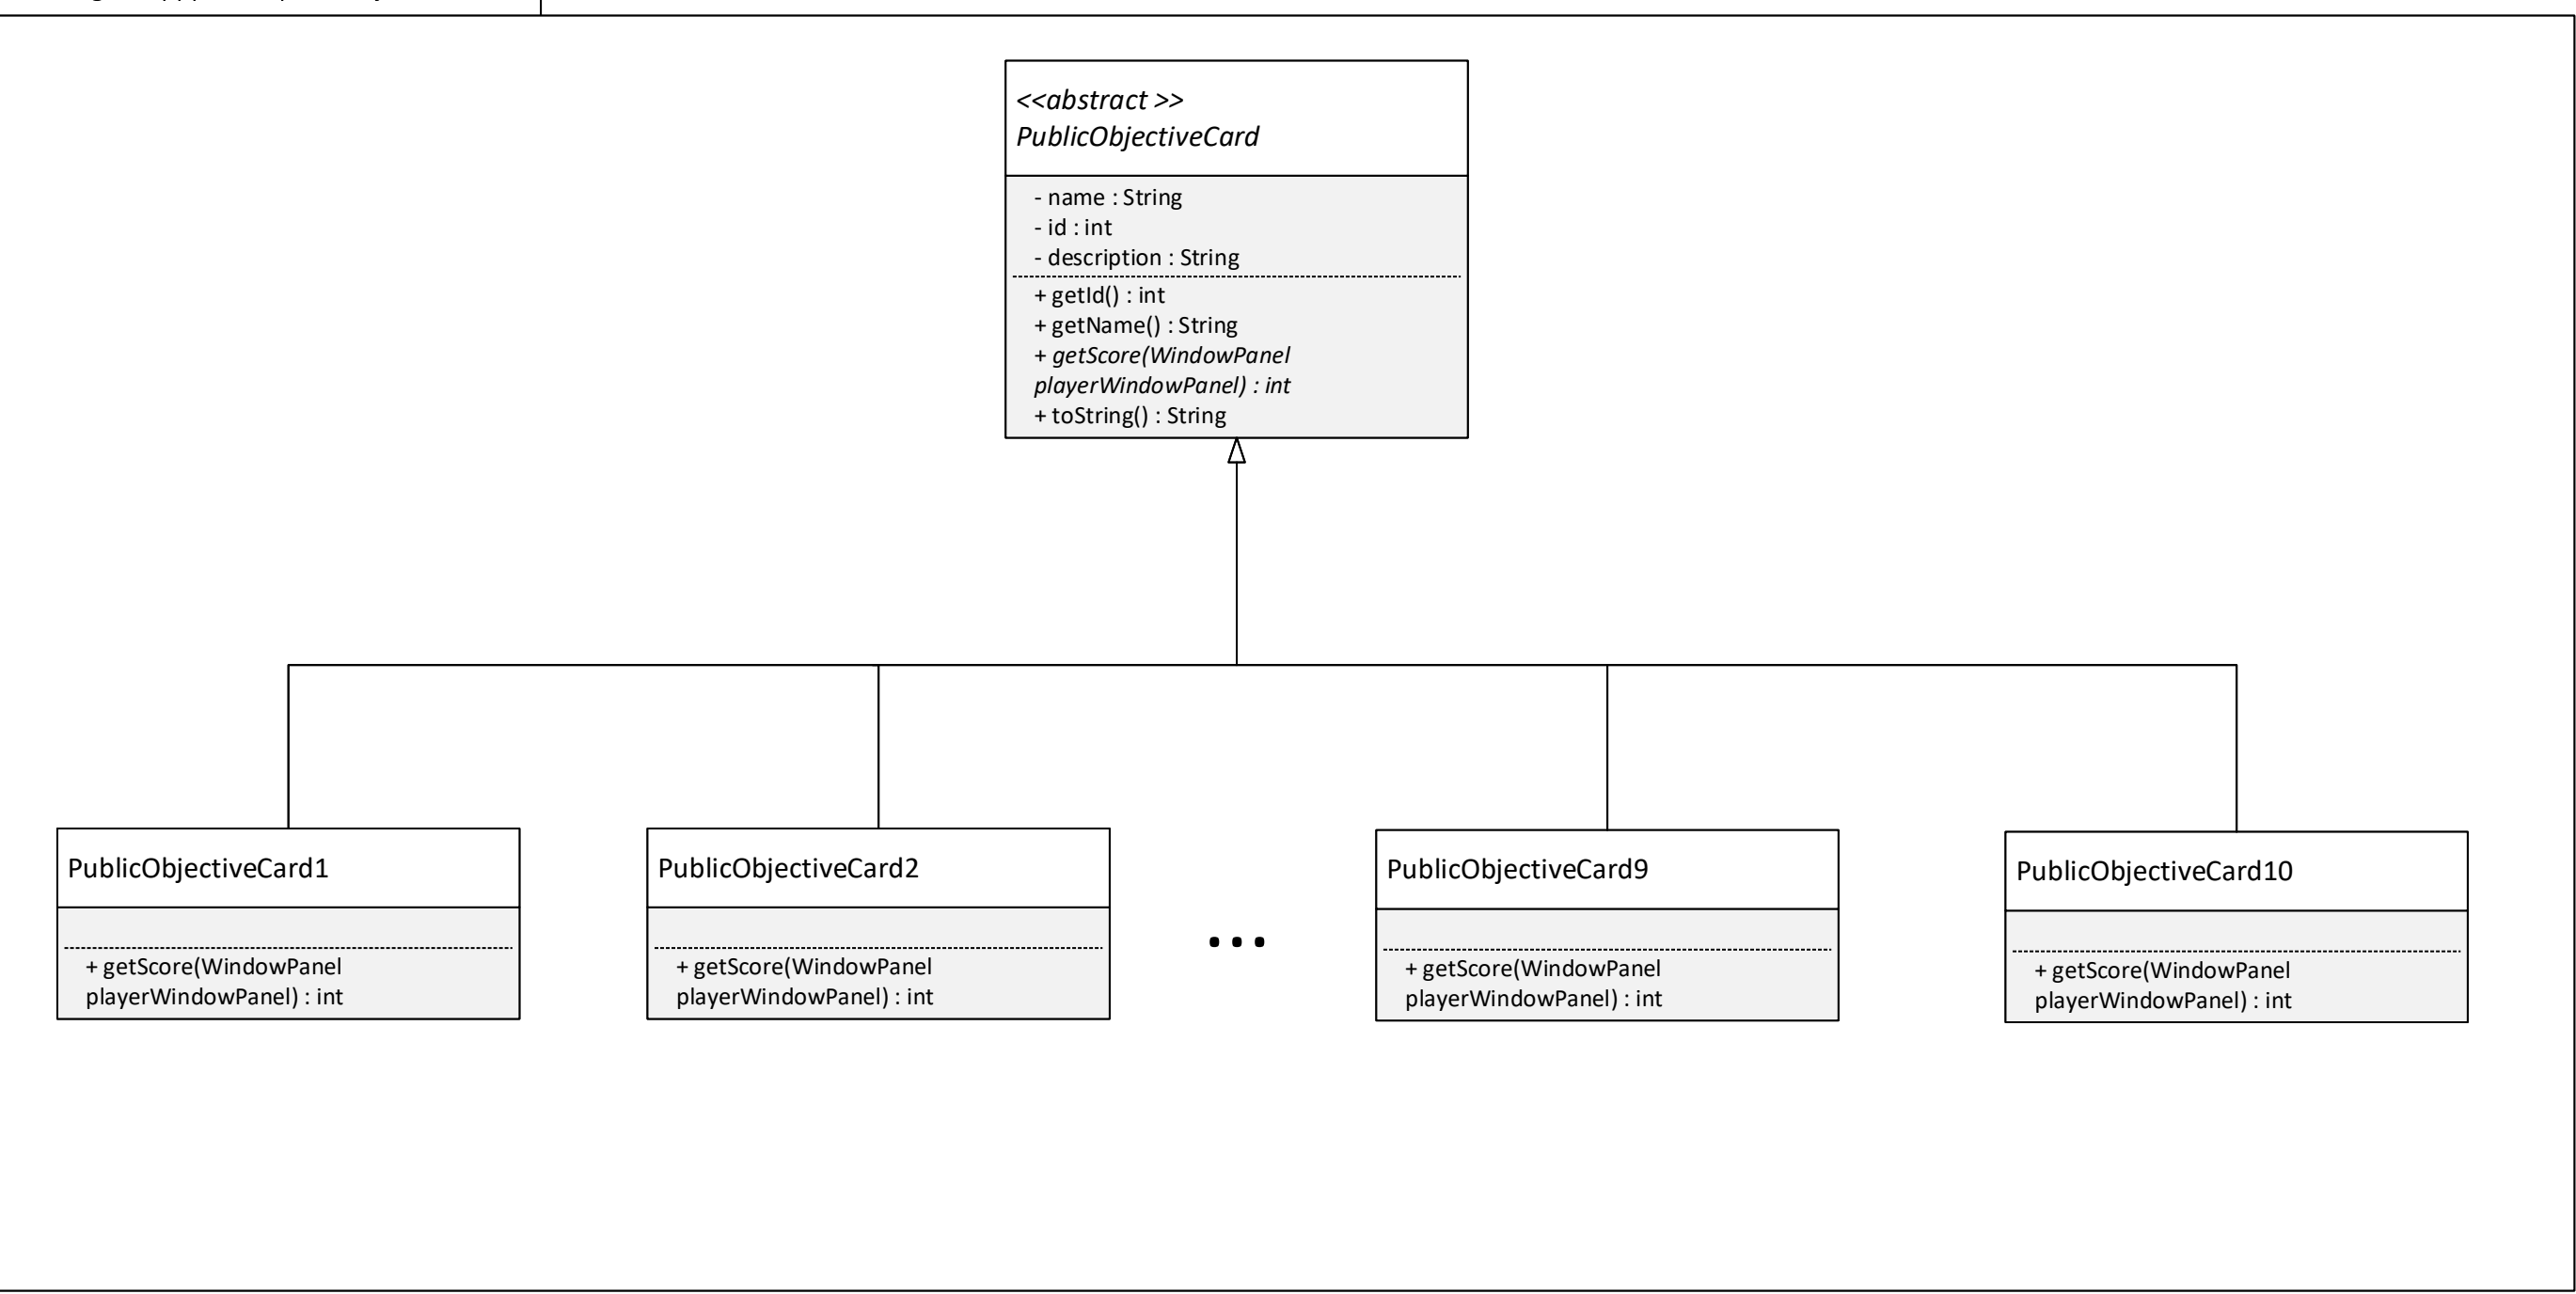 <<abstract >>
PublicObjectiveCard
- name : String
- id : int
- description : String
+ getId() : int
+ getName() : String
+ getScore(WindowPanel
playerWindowPanel) : int
+ toString() : String
PublicObjectiveCard1
+ getScore(WindowPanel
playerWindowPanel) : int
PublicObjectiveCard2
+ getScore(WindowPanel
playerWindowPanel) : int
...
PublicObjectiveCard9
+ getScore(WindowPanel
playerWindowPanel) : int
PublicObjectiveCard10
+ getScore(WindowPanel
playerWindowPanel) : int